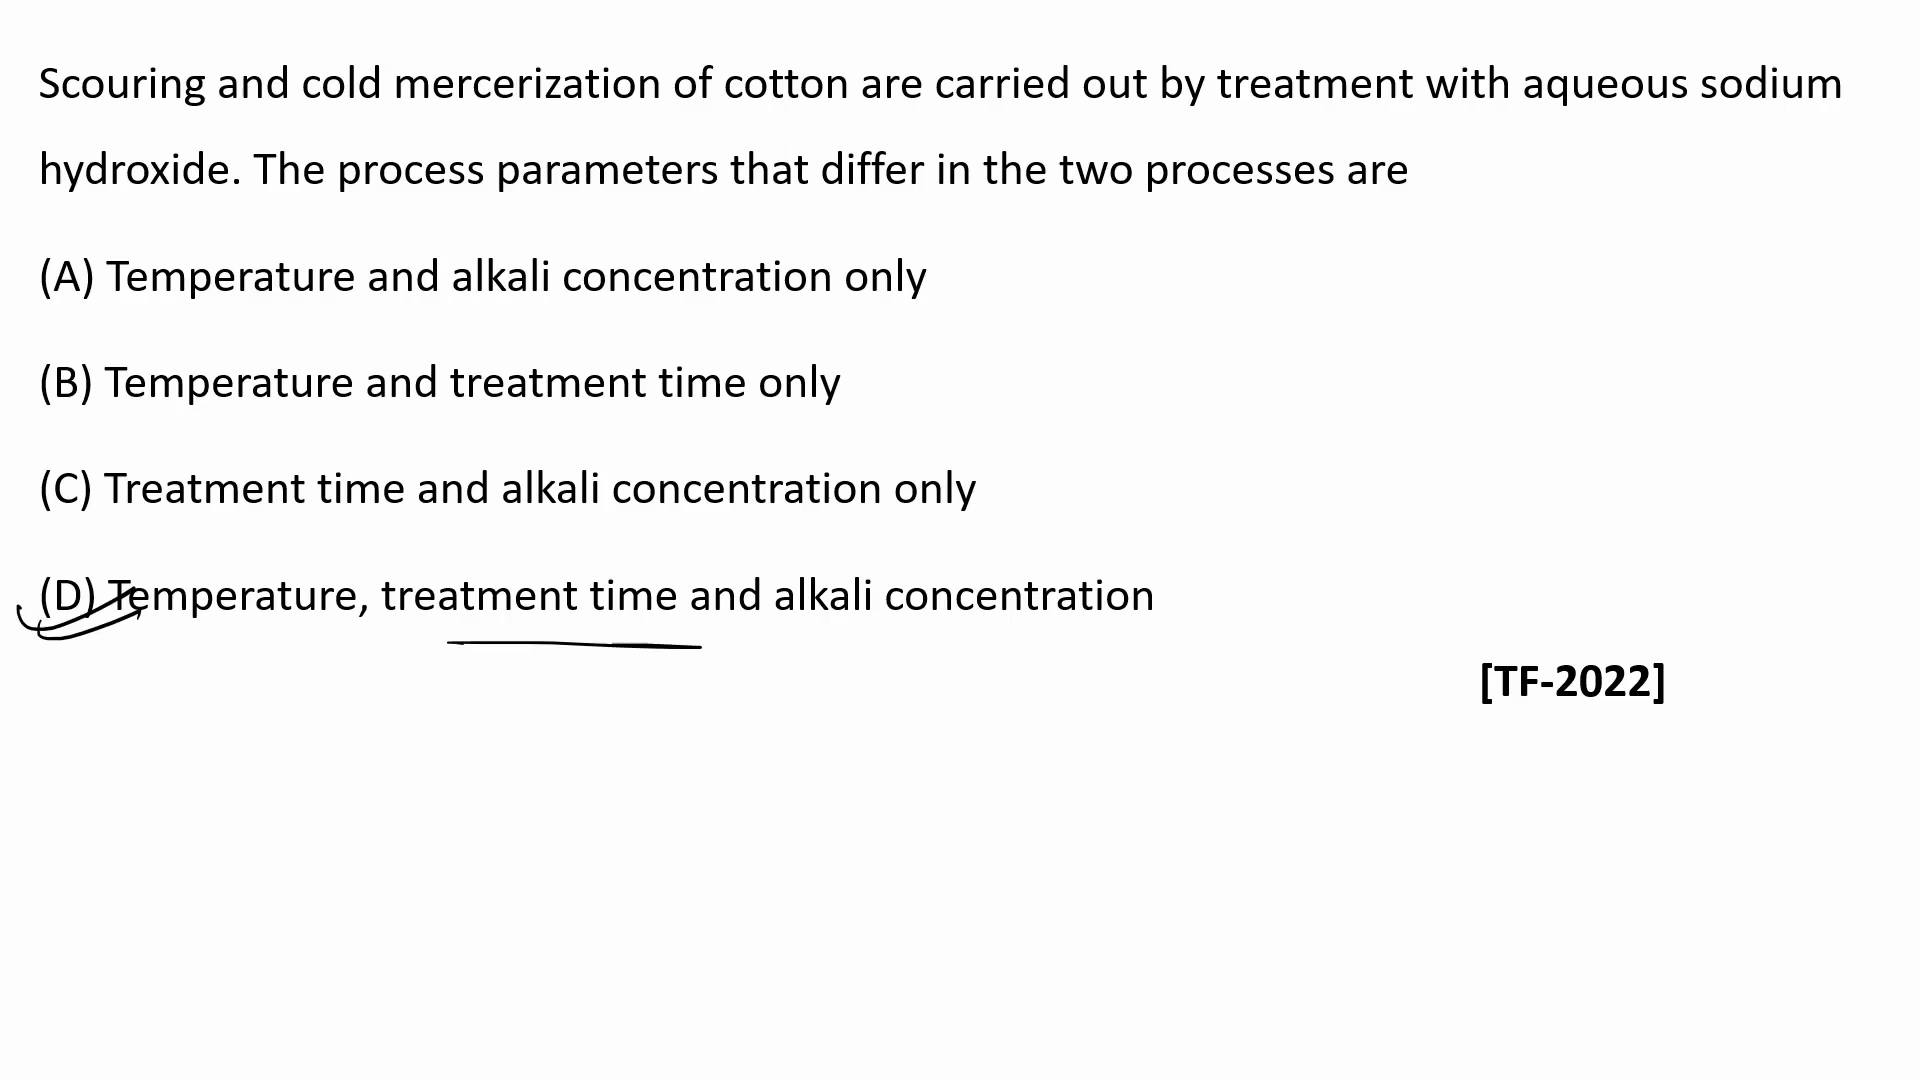 Scouring and cold mercerization of cotton are carried out by treatment with aqueous sodium
hydroxide. The process parameters that differ in the two processes are
(A) Temperature and alkali concentration only
(B) Temperature and treatment time only
(C) Treatment time and alkali concentration only
(D) Temperature, treatment time and alkali concentration
[TF-2022]